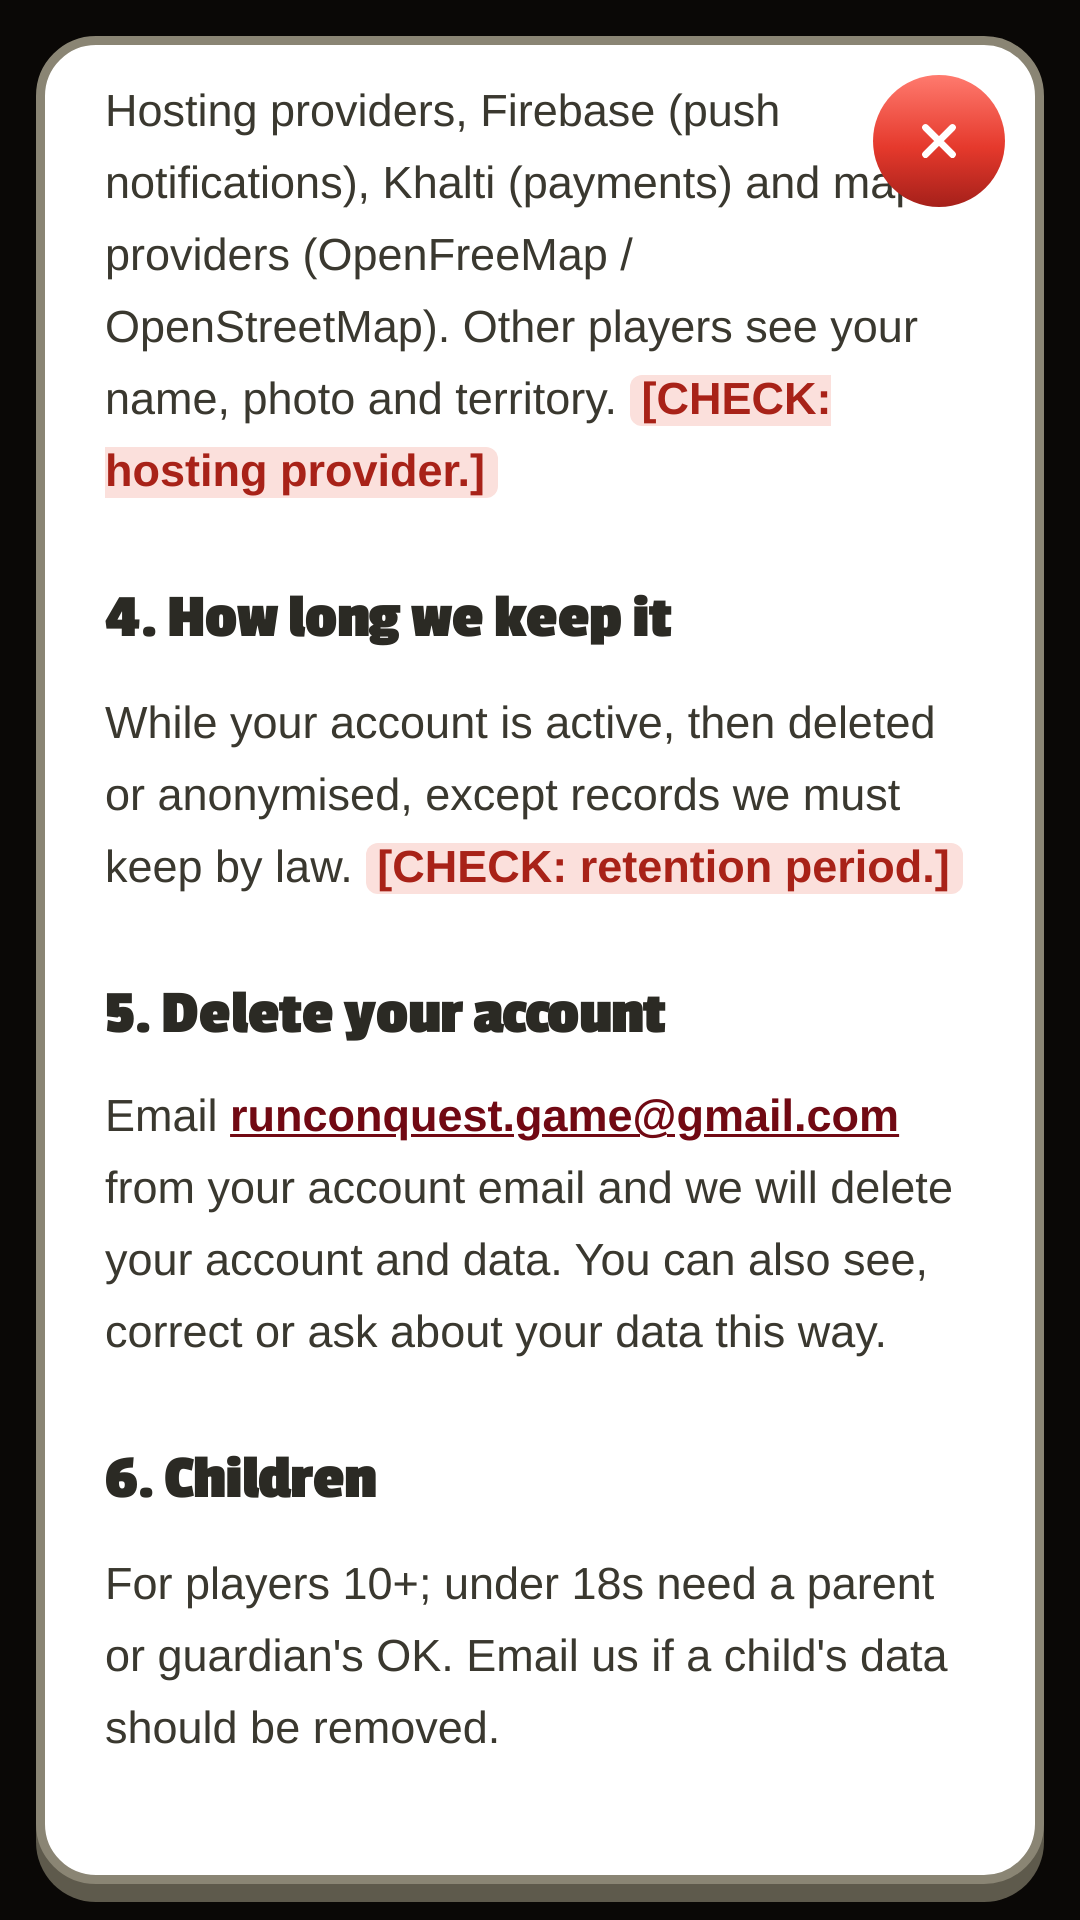 Hosting providers, Firebase (push
notifications), Khalti (payments) and
providers (OpenFreeMap /
OpenStreetMap). Other players see your
name, photo and territory. [CHECK:
hosting provider.]
4. How long we keep it
While your account is active, then deleted
or anonymised, except records we must
keep by law. [CHECK: retention period.]
5. Delete your account
Email runconquest.game@gmail.com
from your account email and we will delete
your account and data. You can also see,
correct or ask about your data this way.
6. Children
For players 10+; under 18s need a parent
or guardian's OK. Email us if a child's data
should be removed.